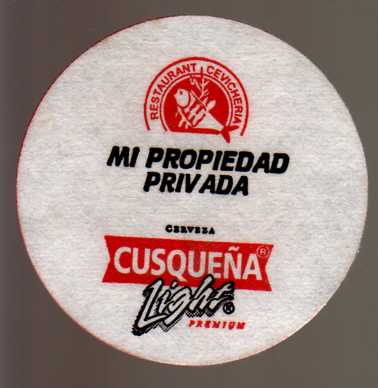 RESTAURANT CEVICHERIA
MI PROPIEDAD
PRIVADA
CERVEZA
CUSQUEÑA®
Light®
PREMIUM